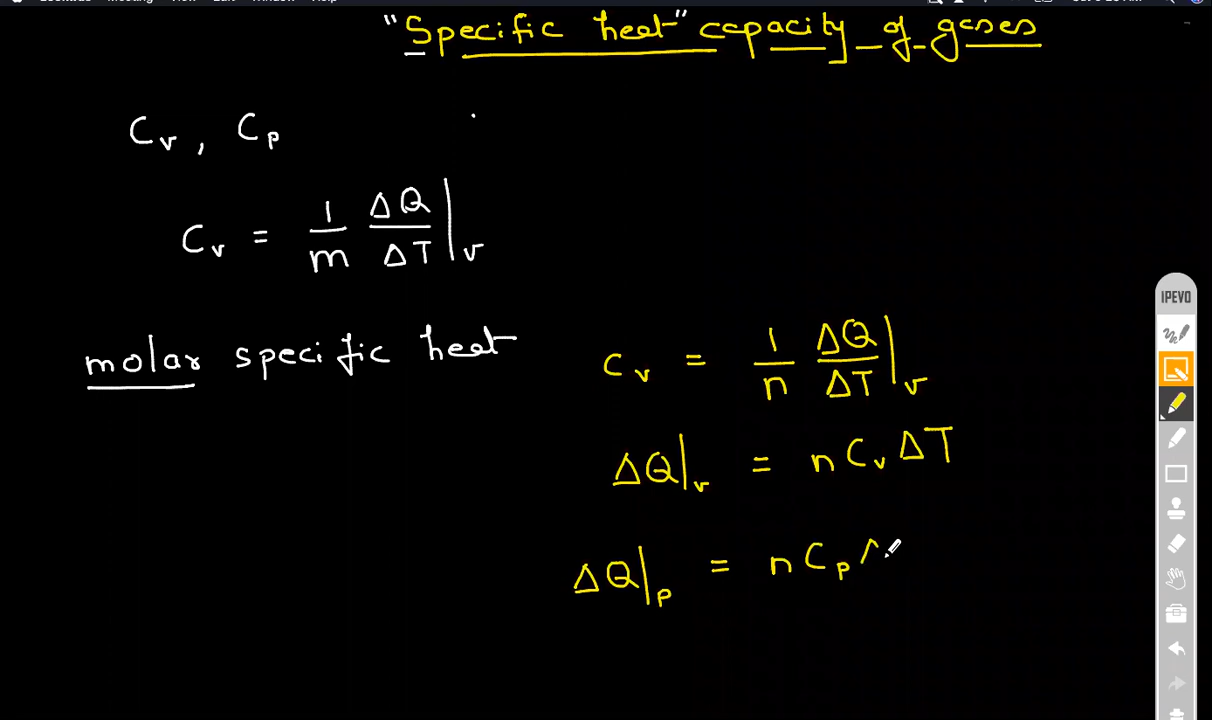 "Specific heat" capacity of gases
Cv, Cp
Cv = 1/m ΔQ/ΔT|v
molar specific heat
Cv = 1/n ΔQ/ΔT|v
ΔQ|v = n Cv ΔT
ΔQ|p = n Cp
IPEVO